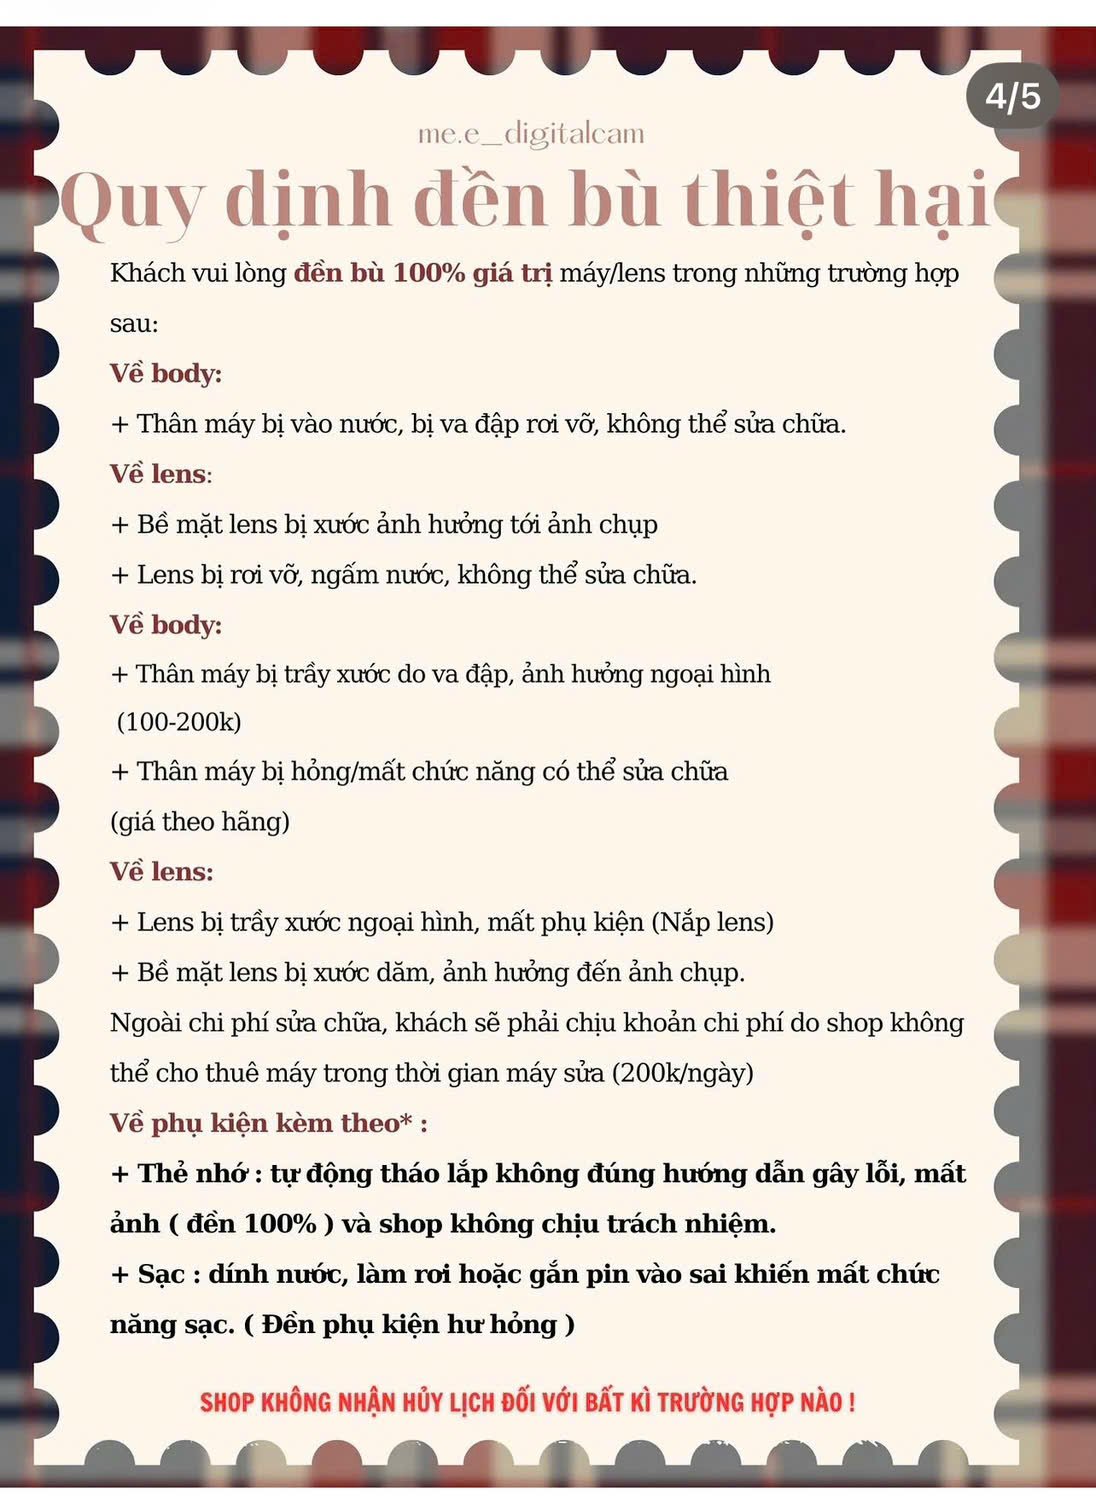 4/5
me.e_digitalcam
Quy định đền bù thiệt hại
Khách vui lòng đền bù 100% giá trị máy/lens trong những trường hợp
sau:
Về body:
+ Thân máy bị vào nước, bị va đập rơi vỡ, không thể sửa chữa.
Về lens:
+ Bề mặt lens bị xước ảnh hưởng tới ảnh chụp
+ Lens bị rơi vỡ, ngấm nước, không thể sửa chữa.
Về body:
+ Thân máy bị trầy xước do va đập, ảnh hưởng ngoại hình
(100-200k)
+ Thân máy bị hỏng/mất chức năng có thể sửa chữa
(giá theo hãng)
Về lens:
+ Lens bị trầy xước ngoại hình, mất phụ kiện (Nắp lens)
+ Bề mặt lens bị xước dăm, ảnh hưởng đến ảnh chụp.
Ngoài chi phí sửa chữa, khách sẽ phải chịu khoản chi phí do shop không
thể cho thuê máy trong thời gian máy sửa (200k/ngày)
Về phụ kiện kèm theo* :
+ Thẻ nhớ : tự động tháo lắp không đúng hướng dẫn gây lỗi, mất
ảnh ( đền 100% ) và shop không chịu trách nhiệm.
+ Sạc : dính nước, làm rơi hoặc gắn pin vào sai khiến mất chức
năng sạc. ( Đền phụ kiện hư hỏng )
SHOP KHÔNG NHẬN HỦY LỊCH ĐỐI VỚI BẤT KÌ TRƯỜNG HỢP NÀO !